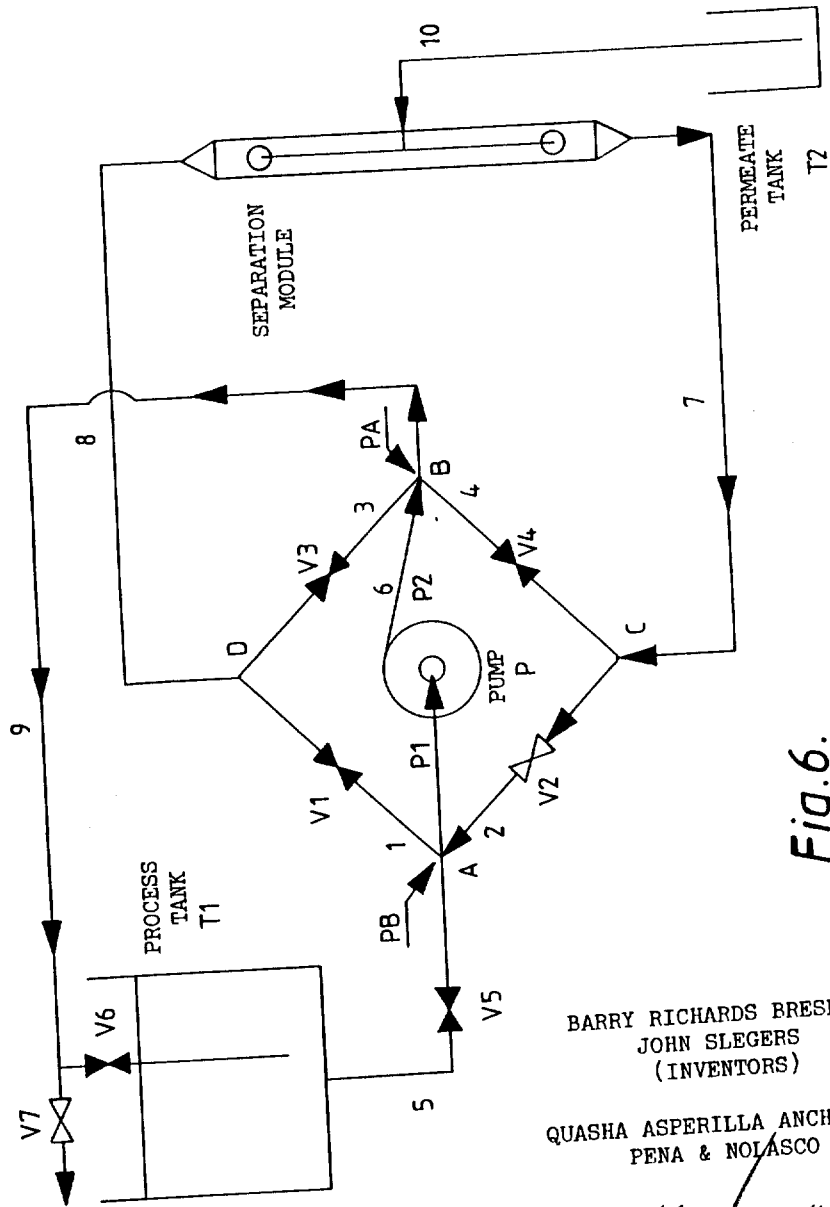 10
SEPARATION
MODULE
PERMEATE
TANK
T2
8
9
PA
B
3
4
7
D
V3
V4
6
P2
C
PUMP
P
P1
V1
V2
1
2
A
PB
PROCESS
TANK
T1
V6
V7
V5
5
Fig.6.
BARRY RICHARDS
JOHN SLEGERS
(INVENTORS)
QUASHA ASPERILLA
PENA & NOLASCO